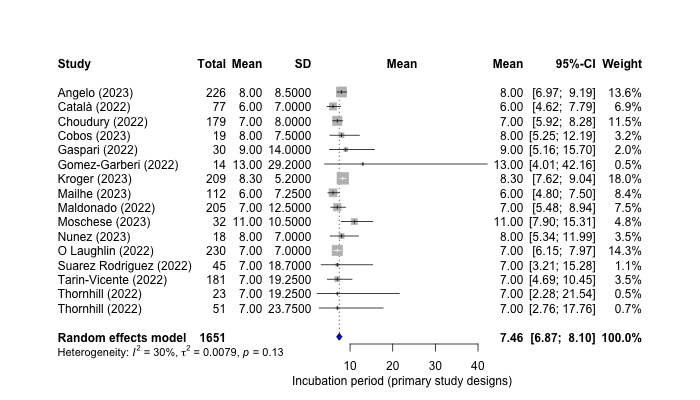 Study Total Mean SD Mean Mean 95%-CI Weight
Angelo (2023) 226 8.00 8.5000 8.00 [6.97; 9.19] 13.6%
Català (2022) 77 6.00 7.0000 6.00 [4.62; 7.79] 6.9%
Choudury (2022) 179 7.00 8.0000 7.00 [5.92; 8.28] 11.5%
Cobos (2023) 19 8.00 7.5000 8.00 [5.25; 12.19] 3.2%
Gaspari (2022) 30 9.00 14.0000 9.00 [5.16; 15.70] 2.0%
Gomez-Garberi (2022) 14 13.00 29.2000 13.00 [4.01; 42.16] 0.5%
Kroger (2023) 209 8.30 5.2000 8.30 [7.62; 9.04] 18.0%
Mailhe (2023) 112 6.00 7.2500 6.00 [4.80; 7.50] 8.4%
Maldonado (2022) 205 7.00 12.5000 7.00 [5.48; 8.94] 7.5%
Moschese (2023) 32 11.00 10.5000 11.00 [7.90; 15.31] 4.8%
Nunez (2023) 18 8.00 7.0000 8.00 [5.34; 11.99] 3.5%
O Laughlin (2022) 230 7.00 7.0000 7.00 [6.15; 7.97] 14.3%
Suarez Rodriguez (2022) 45 7.00 18.7000 7.00 [3.21; 15.28] 1.1%
Tarin-Vicente (2022) 181 7.00 19.2500 7.00 [4.69; 10.45] 3.5%
Thornhill (2022) 23 7.00 19.2500 7.00 [2.28; 21.54] 0.5%
Thornhill (2022) 51 7.00 23.7500 7.00 [2.76; 17.76] 0.7%
Random effects model 1651 7.46 [6.87; 8.10] 100.0%
Heterogeneity: I² = 30%, τ² = 0.0079, p = 0.13
10 20 30 40
Incubation period (primary study designs)